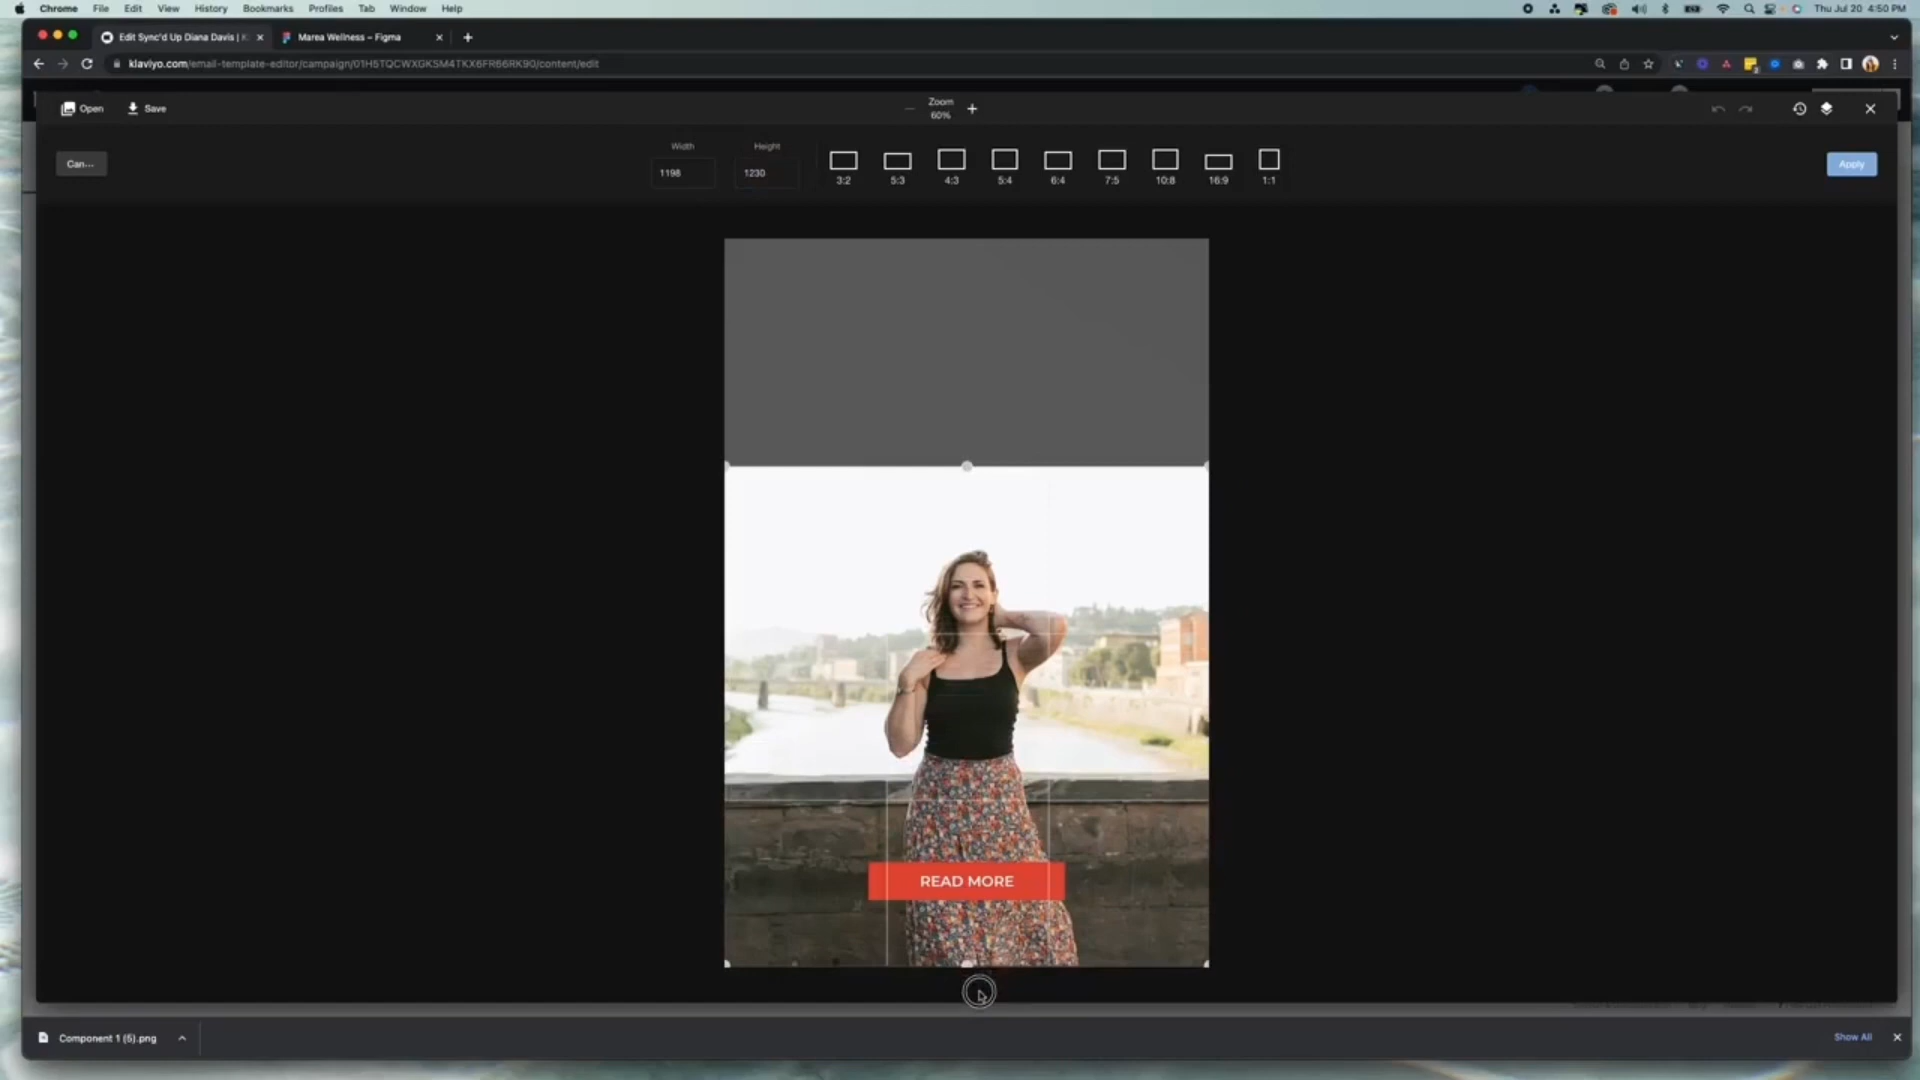 Chrome File Edit View History Bookmarks Profiles Tab Window Help Thu Jul 20 4:50 PM
Edit Sync'd Up Diana Davis | Marea Wellness – Figma
klaviyo.com/email-template-editor/campaign/01H5TQCWXGKSM4TKX6FR66RK90/content/edit
Open Save Zoom
60%
Width Height
Can... 1198 1230 3:2 5:3 4:3 5:4 6:4 7:5 10:8 16:9 1:1 Apply
READ MORE
Component 1 (5).png Show All